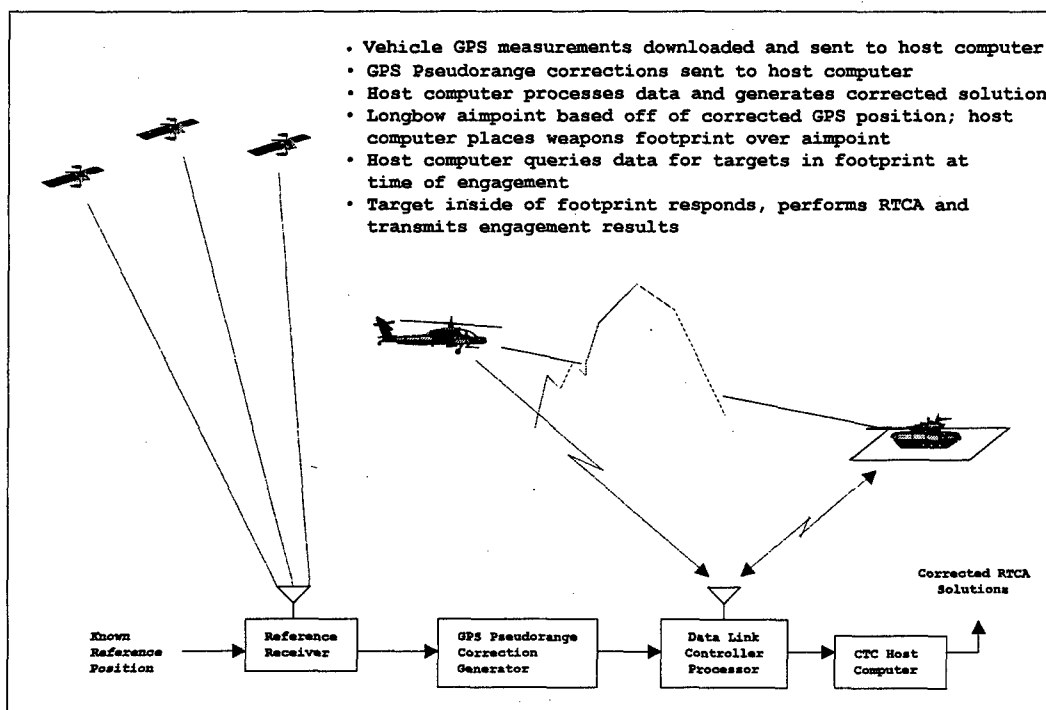 • Vehicle GPS measurements downloaded and sent to host computer
• GPS Pseudorange corrections sent to host computer
• Host computer processes data and generates corrected solution
• Longbow aimpoint based off of corrected GPS position; host
computer places weapons footprint over aimpoint
• Host computer queries data for targets in footprint at
time of engagement
• Target inside of footprint responds, performs RTCA and
transmits engagement results
Corrected RTCA
Solutions
Known
Reference
Position
Reference
Receiver
GPS Pseudorange
Correction
Generator
Data Link
Controller
Processor
CTC Host
Computer